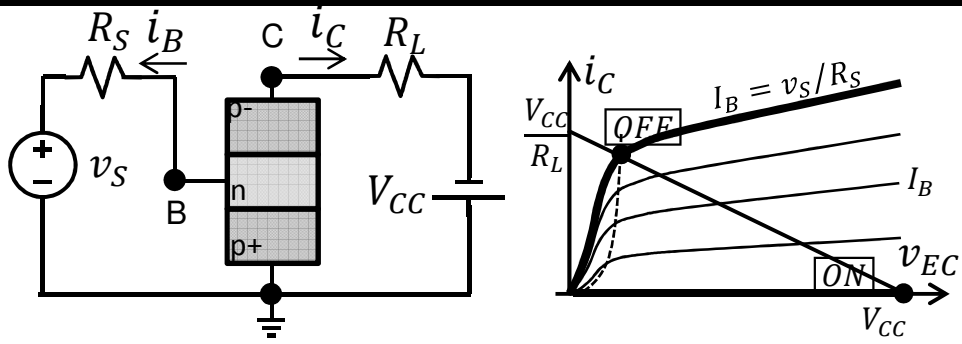 R_S
i_B
C
i_C
R_L
p-
v_S
n
B
p+
V_CC
i_C
I_B = v_S/R_S
V_CC
R_L
OFF
I_B
v_EC
ON
V_CC